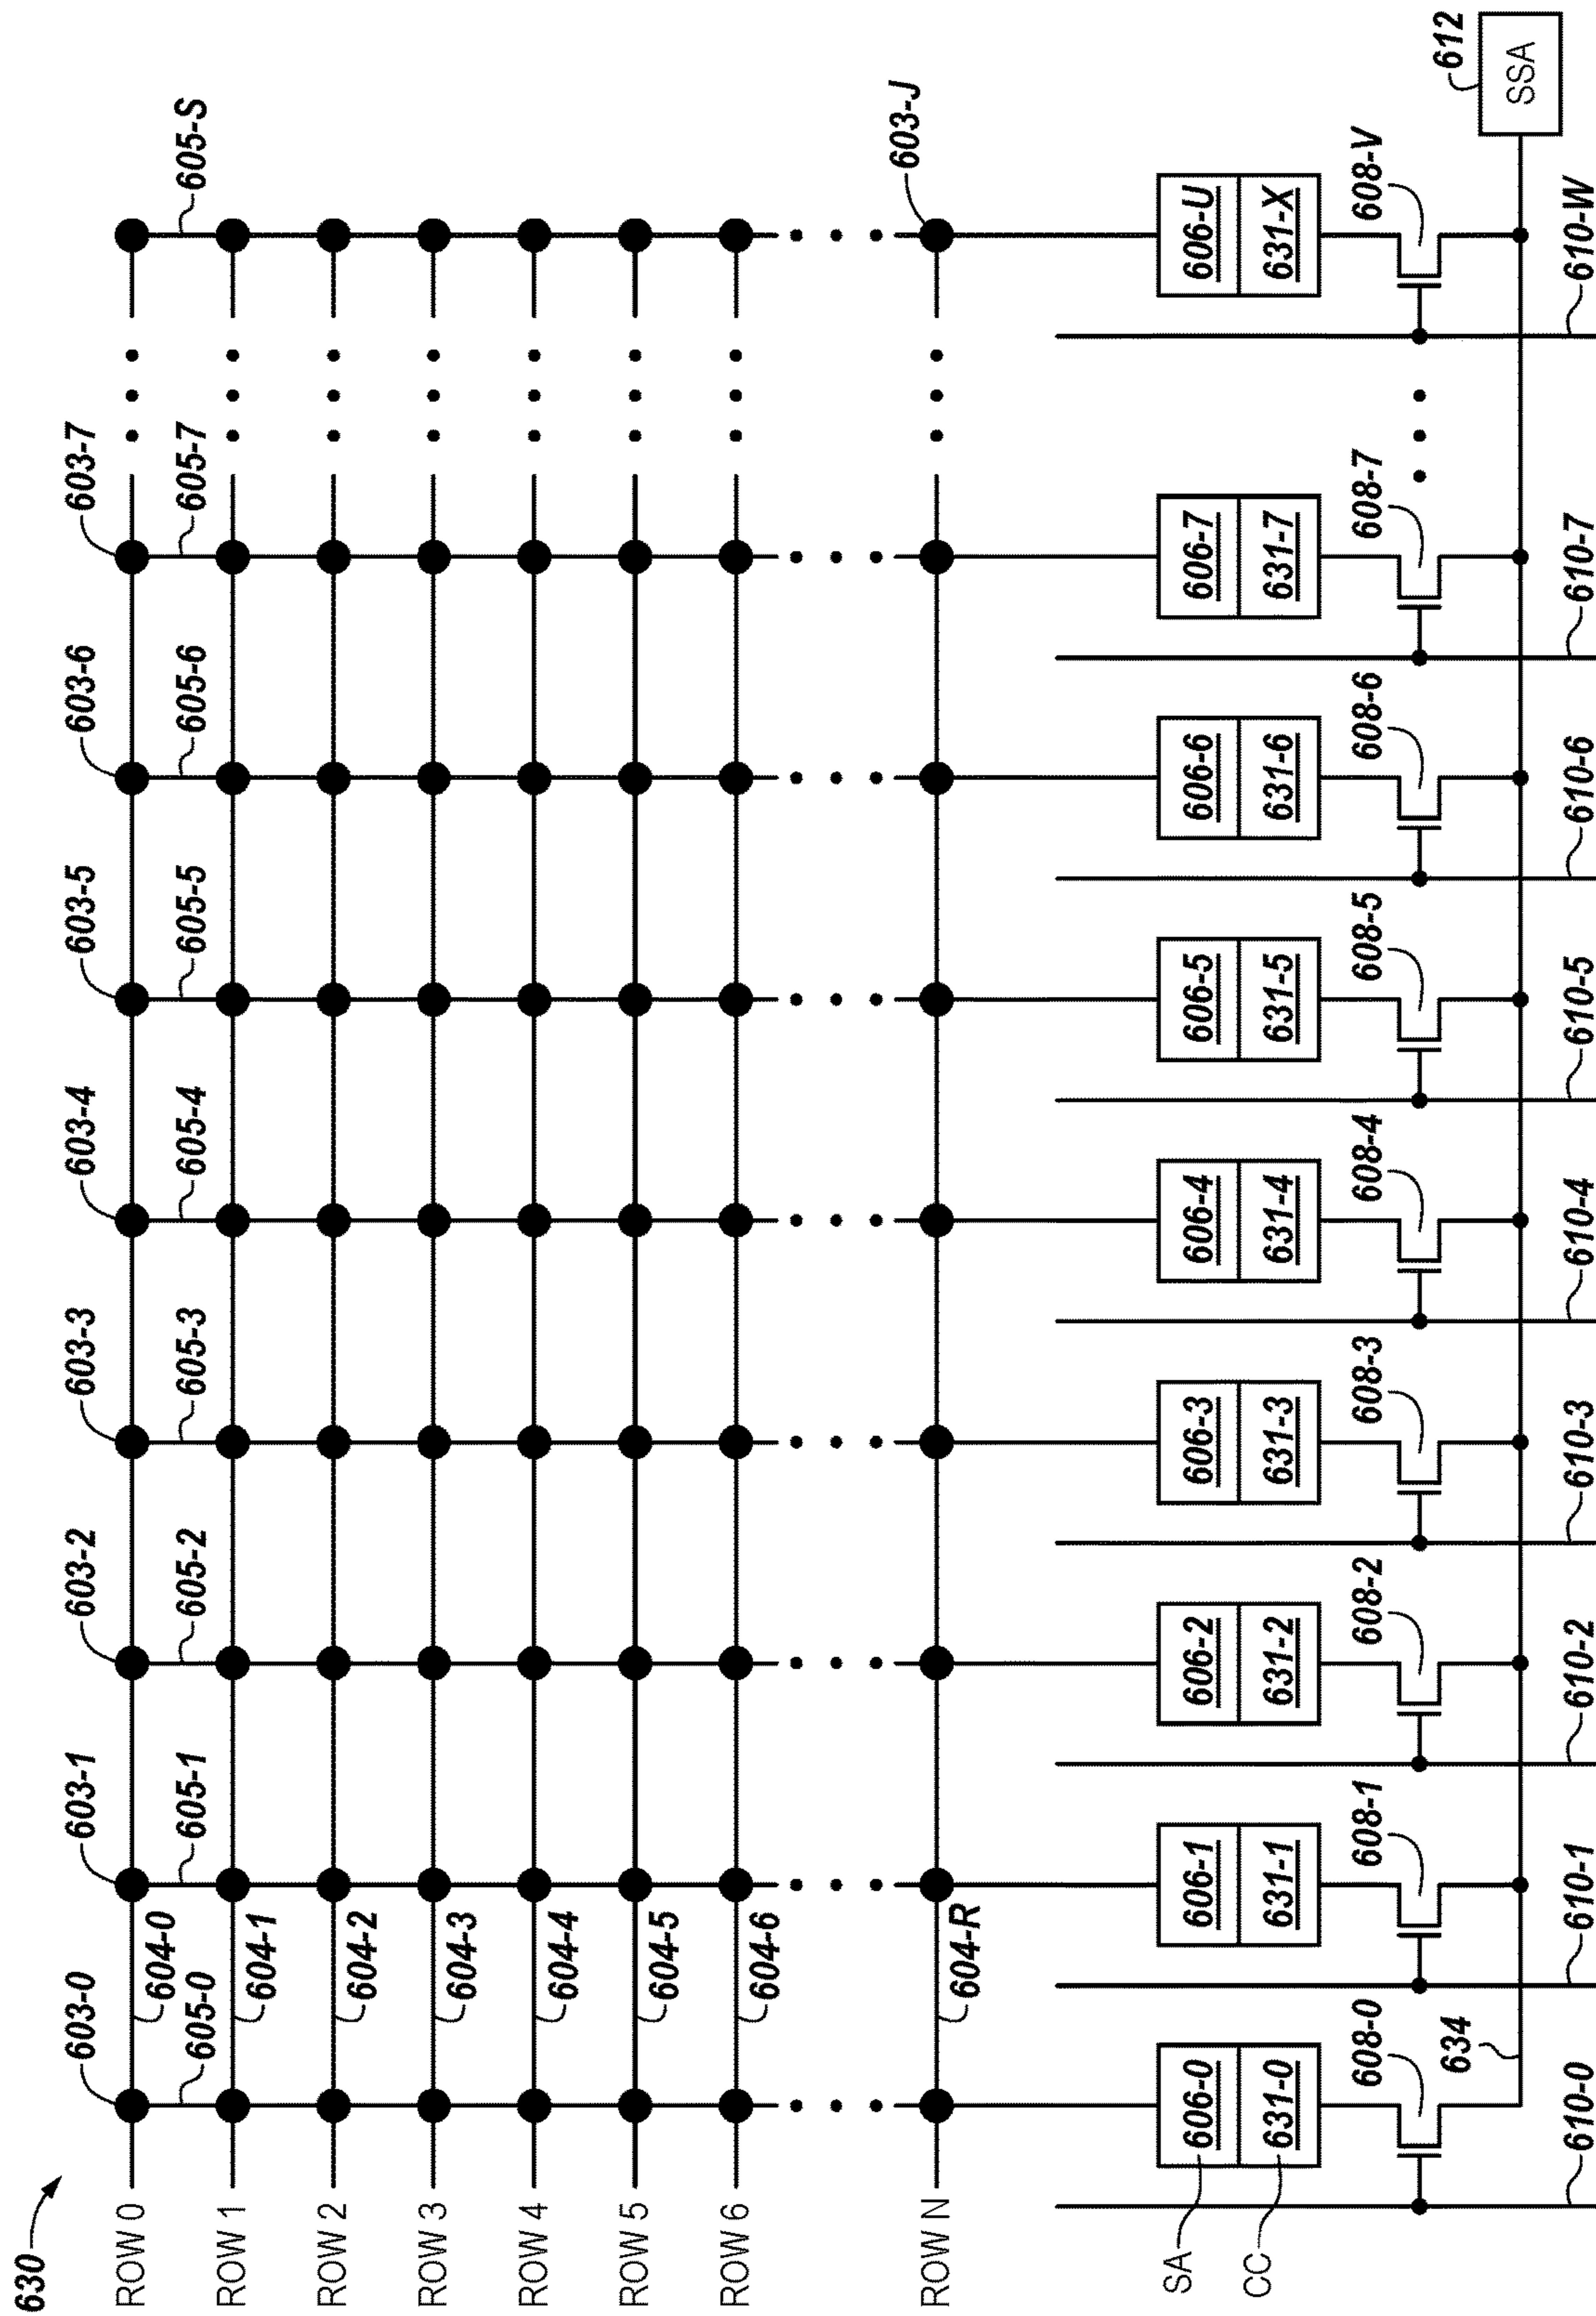 630
603-0 603-1 603-2 603-3 603-4 603-5 603-6 603-7
ROW 0
604-0
605-0 605-1 605-2 605-3 605-4 605-5 605-6 605-7 605-S
ROW 1
604-1
ROW 2
604-2
ROW 3
604-3
ROW 4
604-4
ROW 5
604-5
ROW 6
604-6
603-J
ROW N
604-R
SA
606-0 606-1 606-2 606-3 606-4 606-5 606-6 606-7 606-U
CC
631-0 631-1 631-2 631-3 631-4 631-5 631-6 631-7 631-X
608-0 608-1 608-2 608-3 608-4 608-5 608-6 608-7 608-V
634
612
SSA
610-0 610-1 610-2 610-3 610-4 610-5 610-6 610-7 610-W